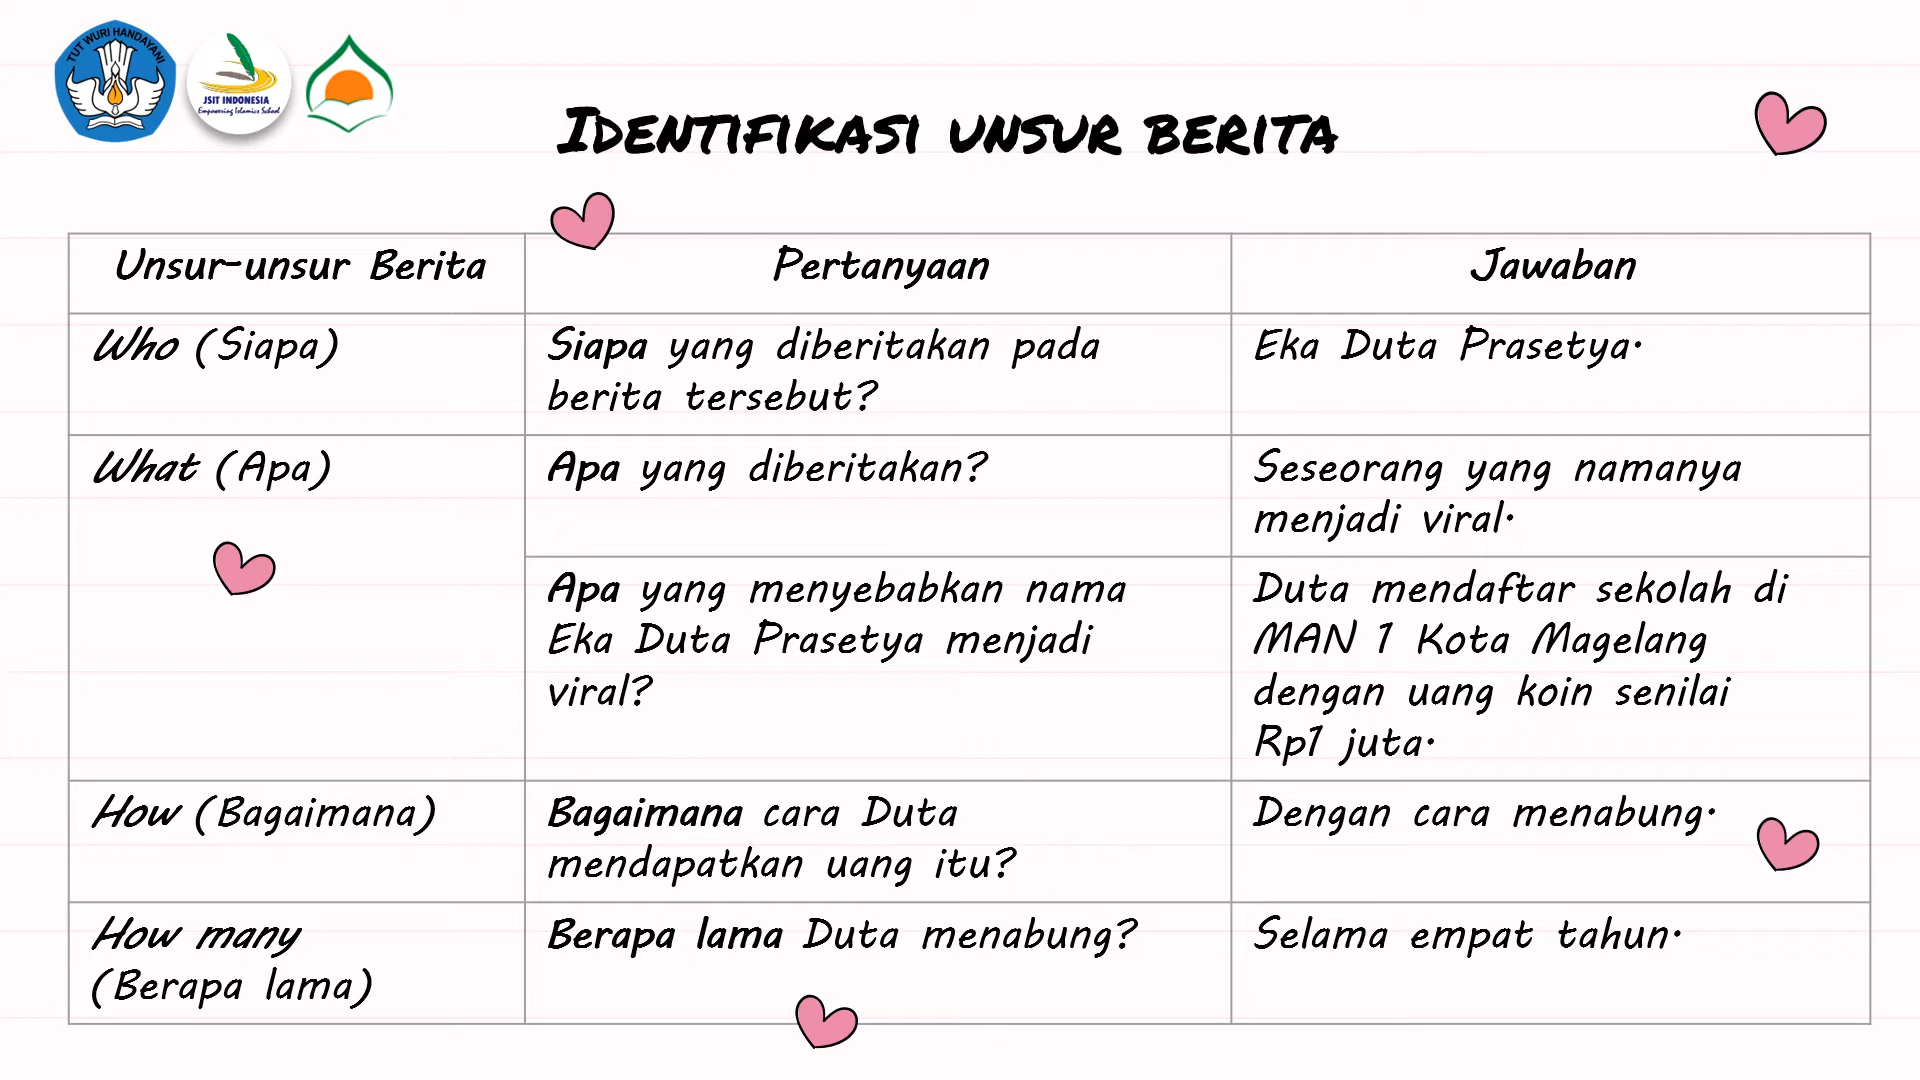 TUT WURI HANDAYANI
JSIT INDONESIA
Empowering Islamics School
IDENTIFIKASI UNSUR BERITA
Unsur-unsur Berita
Pertanyaan
Jawaban
Who (Siapa)
Siapa yang diberitakan pada
berita tersebut?
Eka Duta Prasetya.
What (Apa)
Apa yang diberitakan?
Seseorang yang namanya
menjadi viral.
Apa yang menyebabkan nama
Eka Duta Prasetya menjadi
viral?
Duta mendaftar sekolah di
MAN 1 Kota Magelang
dengan uang koin senilai
Rp1 juta.
How (Bagaimana)
Bagaimana cara Duta
mendapatkan uang itu?
Dengan cara menabung.
How many
(Berapa lama)
Berapa lama Duta menabung?
Selama empat tahun.